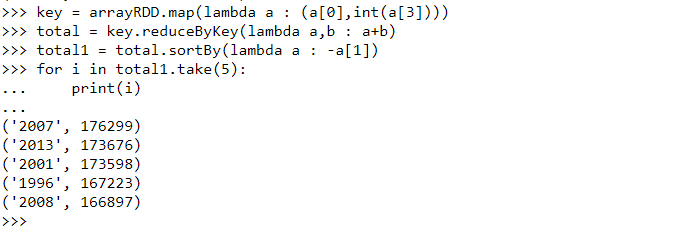 >>> key = arrayRDD.map(lambda a : (a[0],int(a[3])))
>>> total = key.reduceByKey(lambda a,b : a+b)
>>> total1 = total.sortBy(lambda a : -a[1])
>>> for i in total1.take(5):
...     print(i)
...
('2007', 176299)
('2013', 173676)
('2001', 173598)
('1996', 167223)
('2008', 166897)
>>>